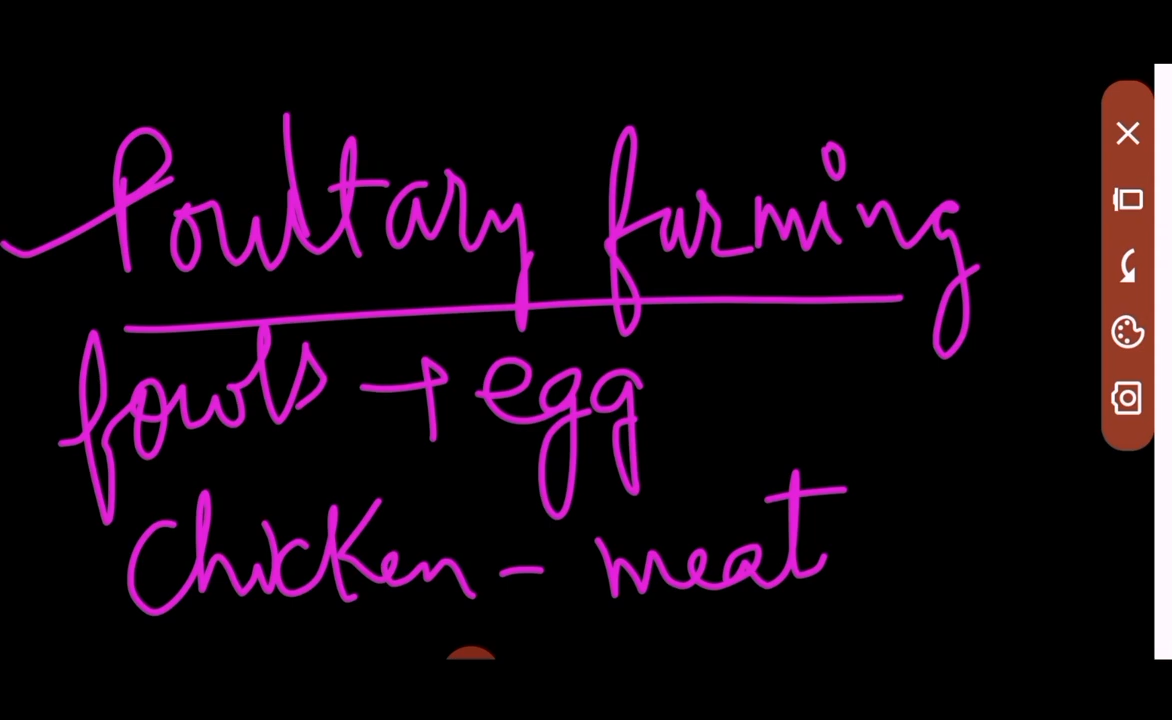 Poultary farming
fowls → egg
Chicken - meat